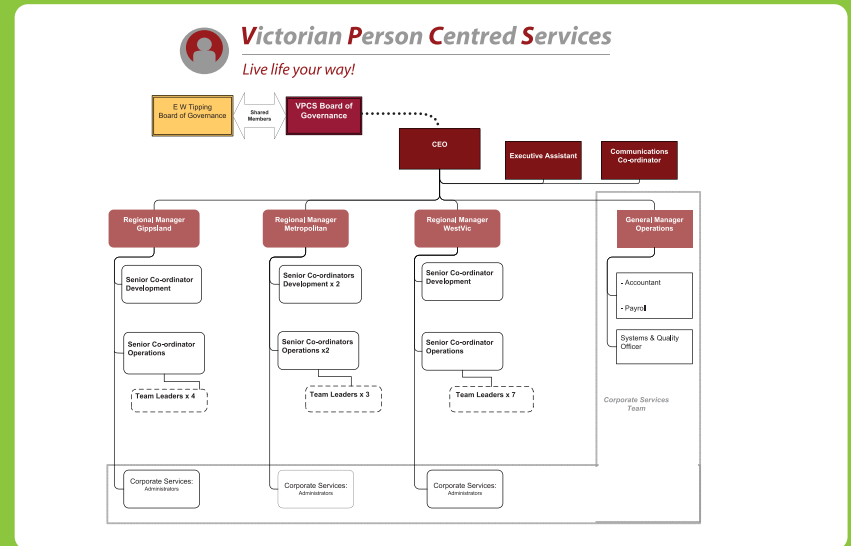 Victorian Person Centred Services
Live life your way!
E W Tipping
Board of Governance
Shared
Members
VPCS Board of
Governance
CEO
Executive Assistant
Communications
Co-ordinator
Regional Manager
Gippsland
Regional Manager
Metropolitan
Regional Manager
WestVic
General Manager
Operations
Senior Co-ordinator
Development
Senior Co-ordinators
Development x 2
Senior Co-ordinator
Development
- Accountant
- Payroll
Senior Co-ordinator
Operations
Senior Co-ordinators
Operations x2
Senior Co-ordinator
Operations
Systems & Quality
Officer
Team Leaders x 4
Team Leaders x 3
Team Leaders x 7
Corporate Services
Team
Corporate Services:
Administrators
Corporate Services:
Administrators
Corporate Services:
Administrators